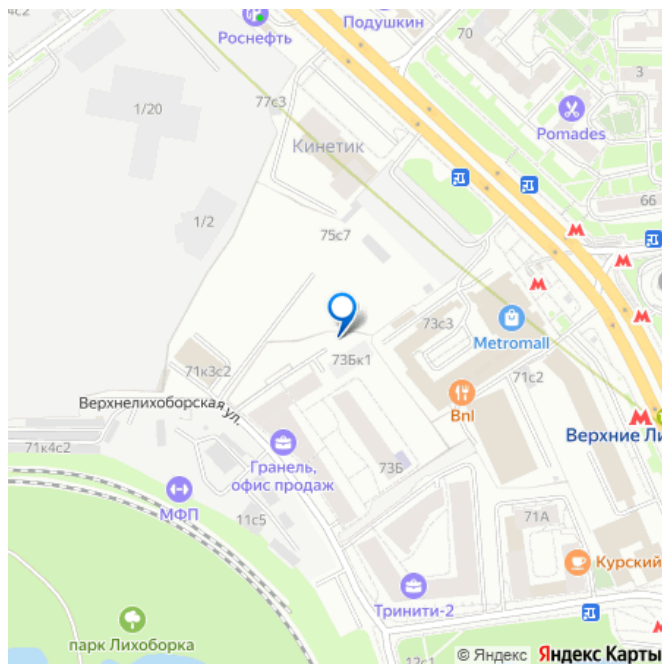 4с2
Роснефть
Подушкин
70
3
1/20
77с3
Pomades
Кинетик
66
1/2
75с7
73с3
Metromall
73Бк1
71к3с2
71с2
Верхнелихоборская ул.
Bnl
Верхние Ли
71к4с2
Гранель,
офис продаж
73Б
МФП
11с5
71А
Курский
Тринити-2
парк Лихоборка
12с1
© Яндекс Яндекс Карты